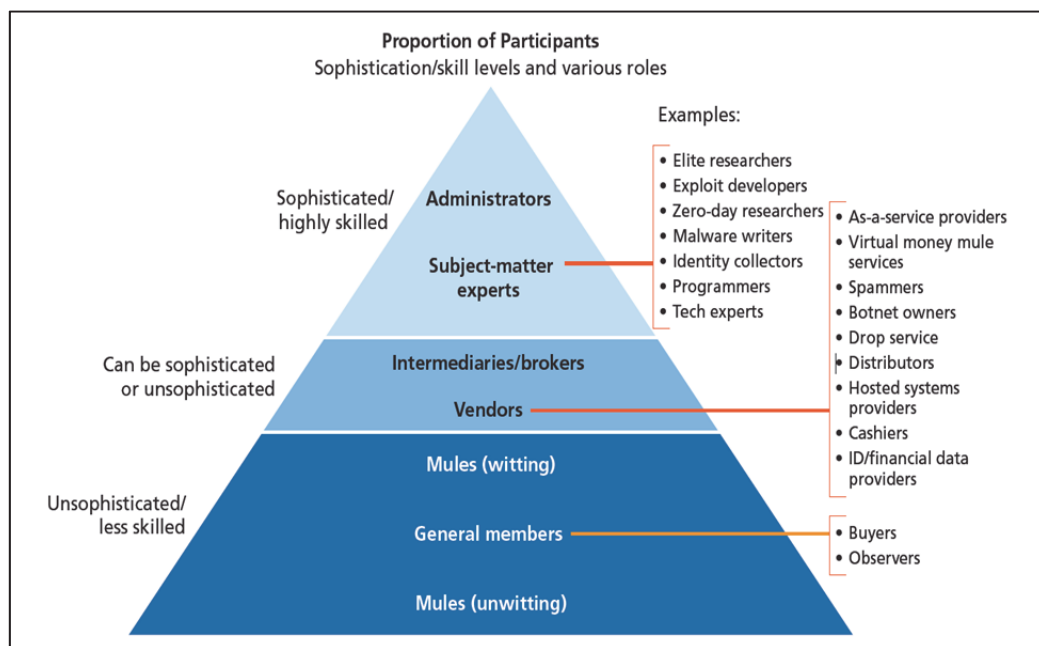 Proportion of Participants
Sophistication/skill levels and various roles
Sophisticated/
highly skilled
Administrators
Subject-matter
experts
Examples:
• Elite researchers
• Exploit developers
• Zero-day researchers
• Malware writers
• Identity collectors
• Programmers
• Tech experts
Can be sophisticated
or unsophisticated
Intermediaries/brokers
Vendors
• As-a-service providers
• Virtual money mule
services
• Spammers
• Botnet owners
• Drop service
• Distributors
• Hosted systems
providers
• Cashiers
• ID/financial data
providers
Unsophisticated/
less skilled
Mules (witting)
General members
• Buyers
• Observers
Mules (unwitting)